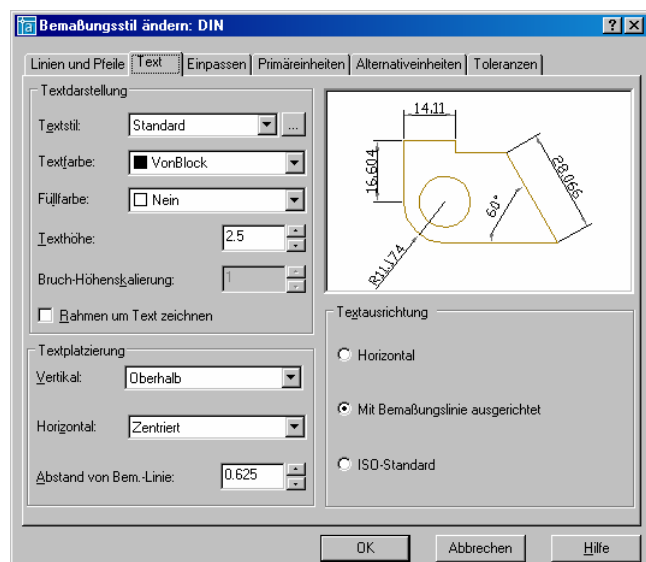 Bemaßungsstil ändern: DIN
Linien und Pfeile Text Einpassen Primäreinheiten Alternativeinheiten Toleranzen
Textdarstellung
Textstil: Standard ...
Textfarbe: VonBlock
Füllfarbe: Nein
Texthöhe: 2.5
Bruch-Höhenskalierung: 1
Rahmen um Text zeichnen
Textplatzierung
Vertikal: Oberhalb
Horizontal: Zentriert
Abstand von Bem.-Linie: 0.625
14,11
16,604
28,066
60°
R11,174
Textausrichtung
Horizontal
Mit Bemaßungslinie ausgerichtet
ISO-Standard
OK Abbrechen Hilfe